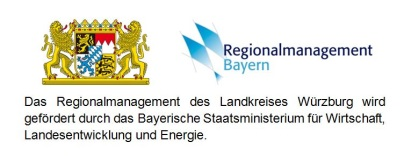 Regionalmanagement
Bayern
Das Regionalmanagement des Landkreises Würzburg wird
gefördert durch das Bayerische Staatsministerium für Wirtschaft,
Landesentwicklung und Energie.